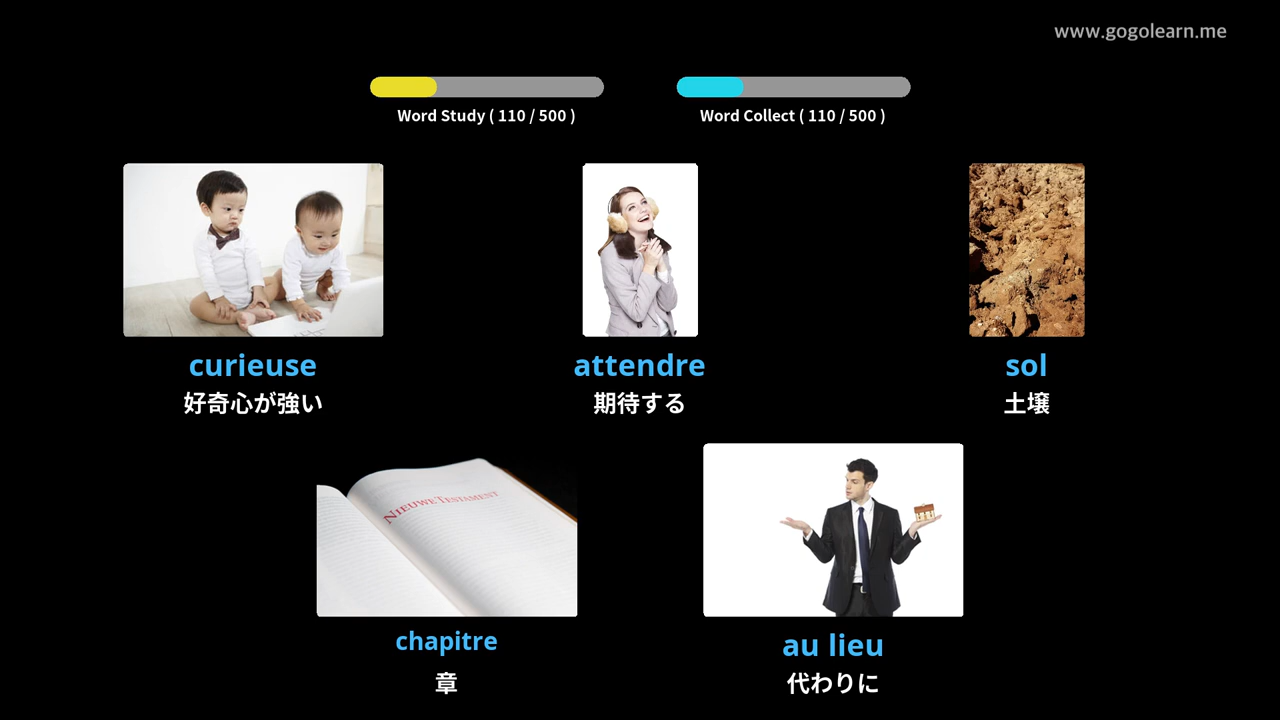 www.gogolearn.me
Word Study ( 110 / 500 )
Word Collect ( 110 / 500 )
curieuse
好奇心が強い
attendre
期待する
sol
土壌
NIEUWE TESTAMENT
chapitre
章
au lieu
代わりに